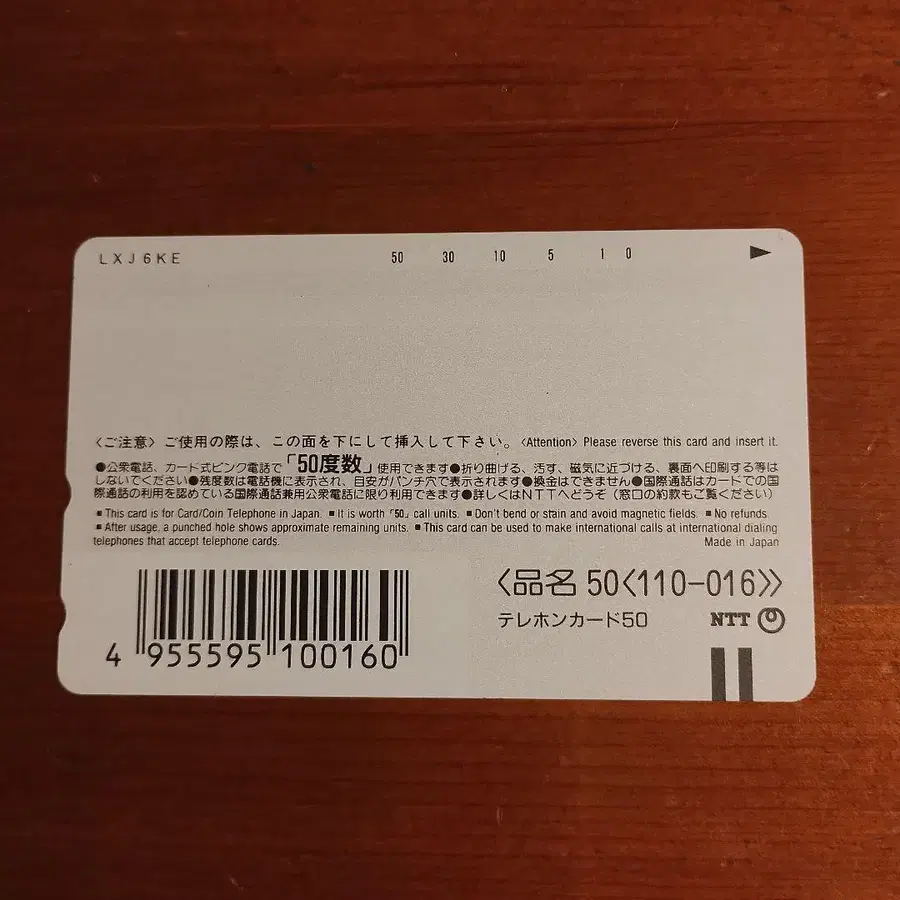 LXJ6KE 50 30 10 5 1 0
〈ご注意〉ご使用の際は、この面を下にして挿入して下さい。〈Attention〉Please reverse this card and insert it.
●公衆電話、カード式ピンク電話で「50度数」使用できます●折り曲げる、汚す、磁気に近づける、裏面へ印刷する等は
しないでください●残度数は電話機に表示され、目安がパンチ穴で表示されます●換金はできません●国際通話はカードでの国
際通話の利用を認めている国際通話兼用公衆電話に限り利用できます●詳しくはNTTへどうぞ（窓口の約款もご覧ください）
▪ This card is for Card/Coin Telephone in Japan. ▪ It is worth「50」call units. ▪ Don't bend or stain and avoid magnetic fields. ▪ No refunds.
▪ After usage, a punched hole shows approximate remaining units. ▪ This card can be used to make international calls at international dialing
telephones that accept telephone cards. Made in Japan
〈品名 50〈110-016〉〉
テレホンカード50 NTT
4 955595 100160